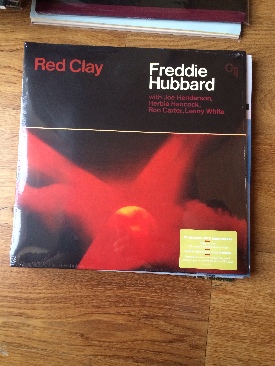 Red Clay
Freddie
Hubbard
with Joe Henderson,
Herbie Hancock,
Ron Carter, Lenny White
CTI